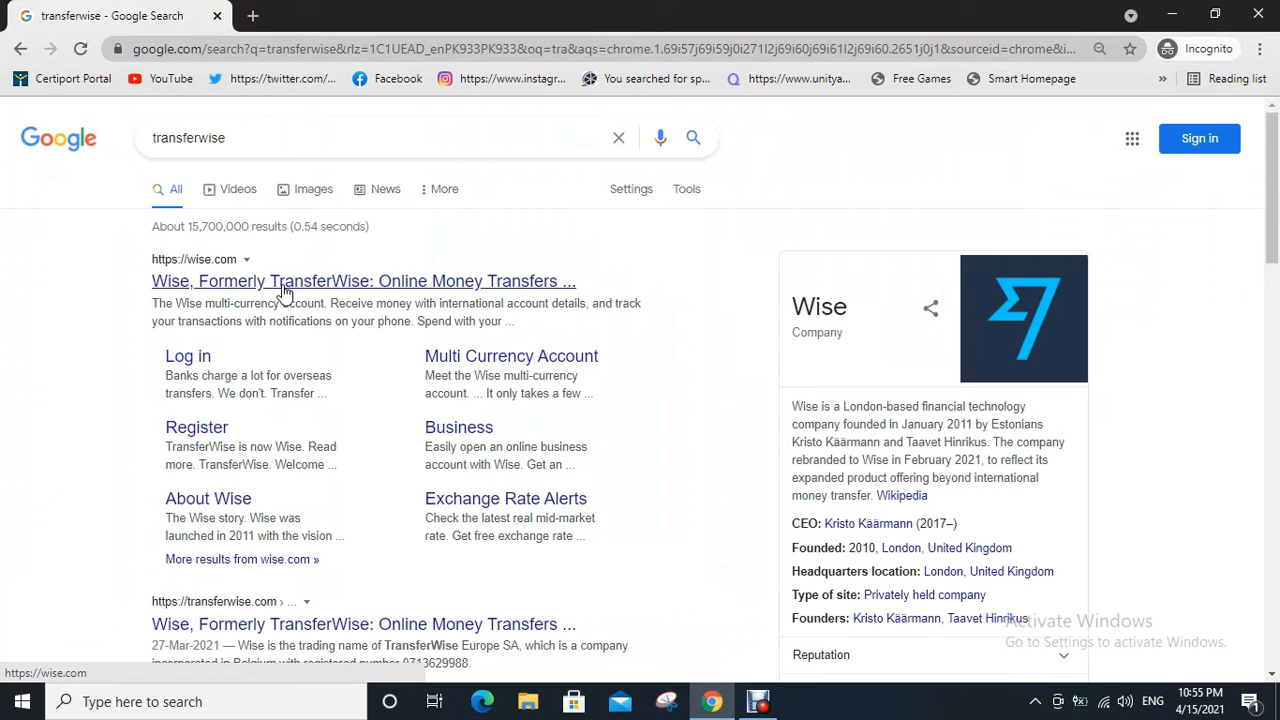 transferwise - Google Search
google.com/search?q=transferwise&rlz=1C1UEAD_enPK933PK933&oq=tra&aqs=chrome.1.69i57j69i59j0i271l2j69i60j69i61l2j69i60.2651j0j1&sourceid=chrome&i...
Incognito
Certiport Portal
YouTube
https://twitter.com/...
Facebook
https://www.instagr...
You searched for sp...
https://www.unitya...
Free Games
Smart Homepage
»
Reading list
Google
transferwise
Sign in
All
Videos
Images
News
More
Settings
Tools
About 15,700,000 results (0.54 seconds)
https://wise.com
Wise, Formerly TransferWise: Online Money Transfers ...
The Wise multi-currency account. Receive money with international account details, and track
your transactions with notifications on your phone. Spend with your ...
Log in
Banks charge a lot for overseas
transfers. We don't. Transfer ...
Multi Currency Account
Meet the Wise multi-currency
account. ... It only takes a few ...
Register
TransferWise is now Wise. Read
more. TransferWise. Welcome ...
Business
Easily open an online business
account with Wise. Get an ...
About Wise
The Wise story. Wise was
launched in 2011 with the vision ...
Exchange Rate Alerts
Check the latest real mid-market
rate. Get free exchange rate ...
More results from wise.com »
https://transferwise.com › ...
Wise, Formerly TransferWise: Online Money Transfers ...
27-Mar-2021 — Wise is the trading name of TransferWise Europe SA, which is a company
incorporated in Belgium with registered number 0713629988.
Wise
Company
Wise is a London-based financial technology
company founded in January 2011 by Estonians
Kristo Käärmann and Taavet Hinrikus. The company
rebranded to Wise in February 2021, to reflect its
expanded product offering beyond international
money transfer. Wikipedia
CEO: Kristo Käärmann (2017–)
Founded: 2010, London, United Kingdom
Headquarters location: London, United Kingdom
Type of site: Privately held company
Founders: Kristo Käärmann, Taavet Hinrikus
Reputation
Activate Windows
Go to Settings to activate Windows.
https://wise.com
Type here to search
ENG
10:55 PM
4/15/2021
1